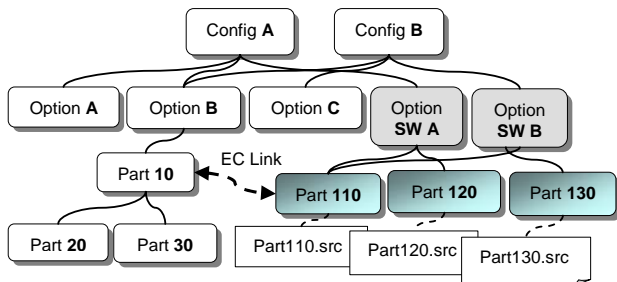 Config A
Config B
Option A
Option B
Option C
Option
SW A
Option
SW B
EC Link
Part 10
Part 110
Part 120
Part 130
Part 20
Part 30
Part110.src
Part120.src
Part130.src